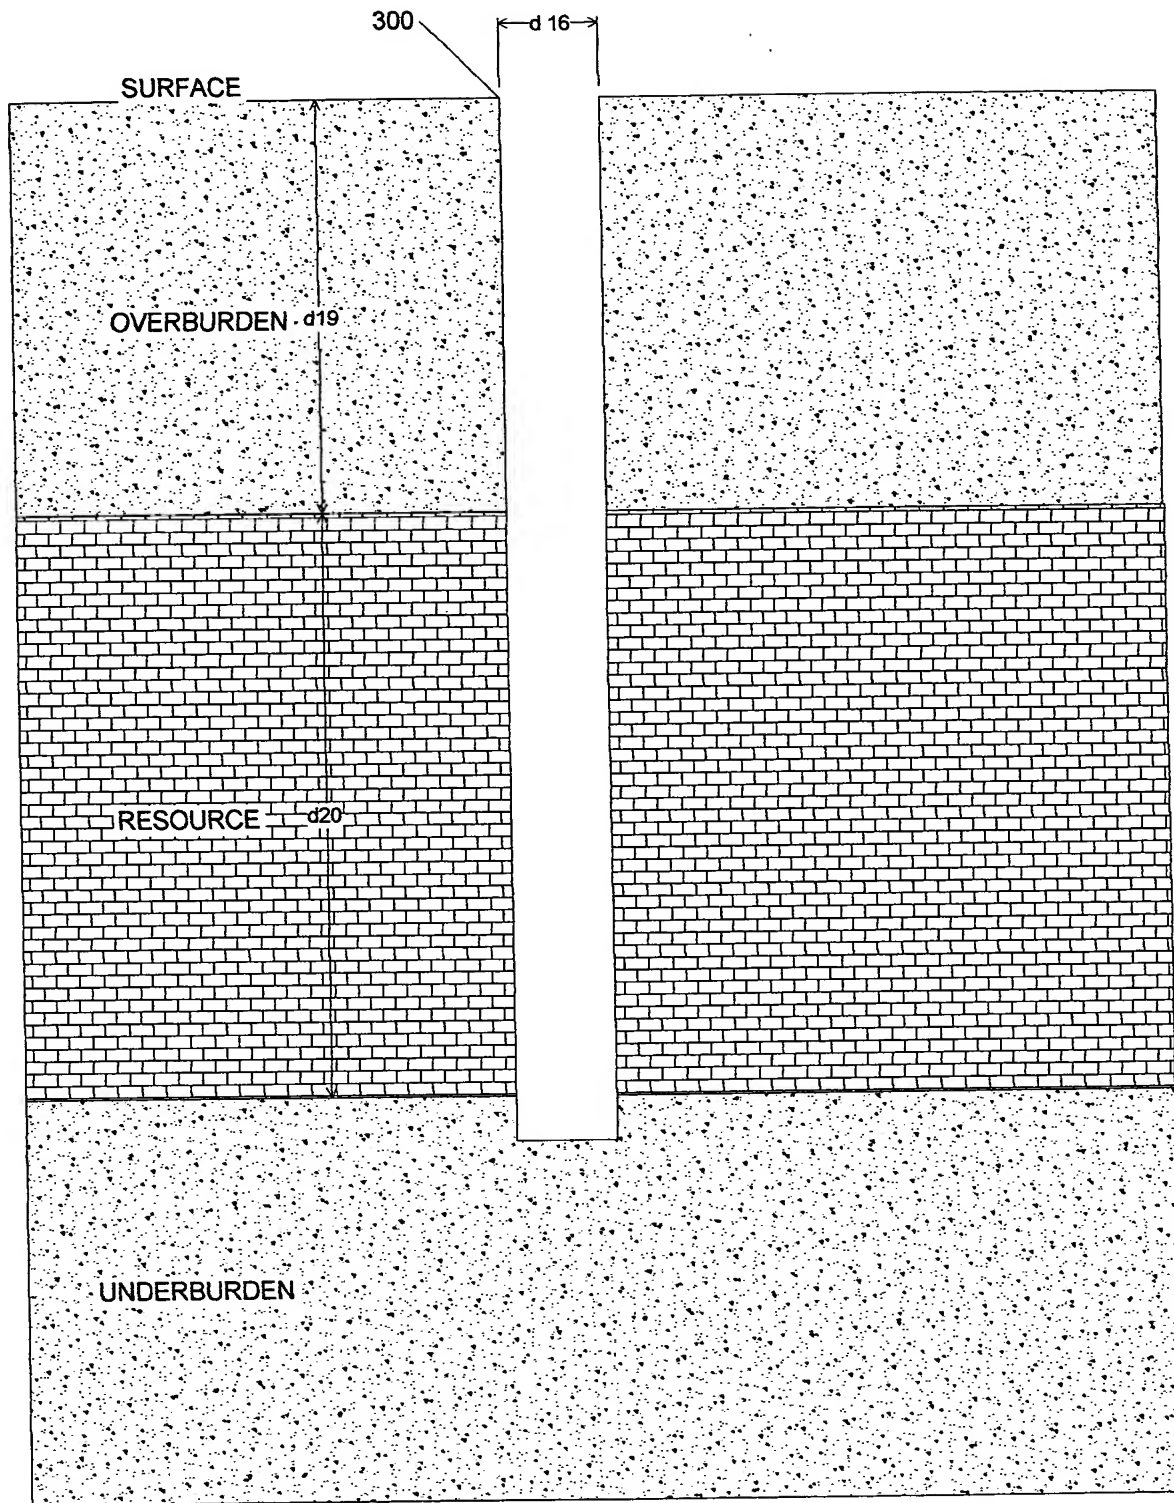 300
d 16
SURFACE
OVERBURDEN d19
RESOURCE d20
UNDERBURDEN